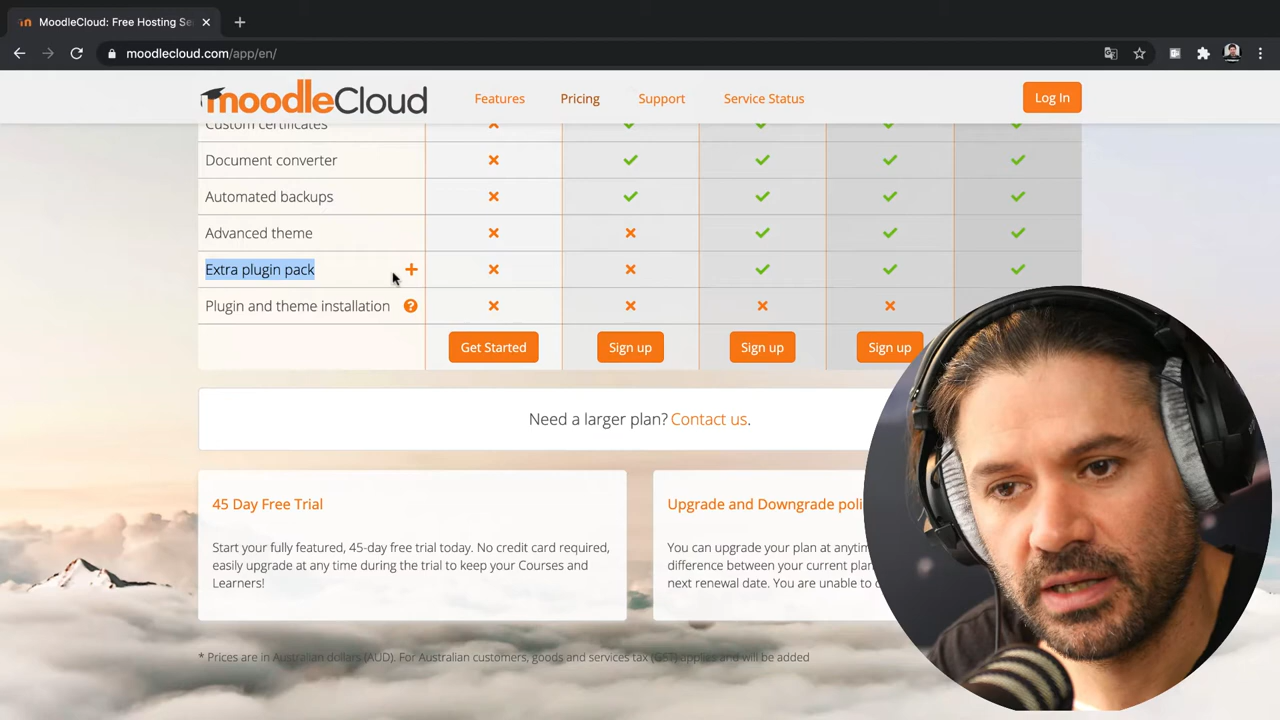 MoodleCloud: Free Hosting Se
moodlecloud.com/app/en/
moodleCloud
Features
Pricing
Support
Service Status
Log In
Custom certificates
Document converter
Automated backups
Advanced theme
Extra plugin pack
Plugin and theme installation
Get Started
Sign up
Sign up
Sign up
Need a larger plan? Contact us.
45 Day Free Trial
Start your fully featured, 45-day free trial today. No credit card required,
easily upgrade at any time during the trial to keep your Courses and
Learners!
Upgrade and Downgrade poli
You can upgrade your plan at anytim
difference between your current plan
next renewal date. You are unable to
* Prices are in Australian dollars (AUD). For Australian customers, goods and services tax (GST) applies and will be added